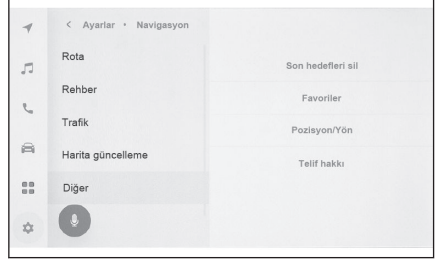 < Ayarlar • Navigasyon
Rota
Rehber
Trafik
Harita güncelleme
Diğer
Son hedefleri sil
Favoriler
Pozisyon/Yön
Telif hakkı